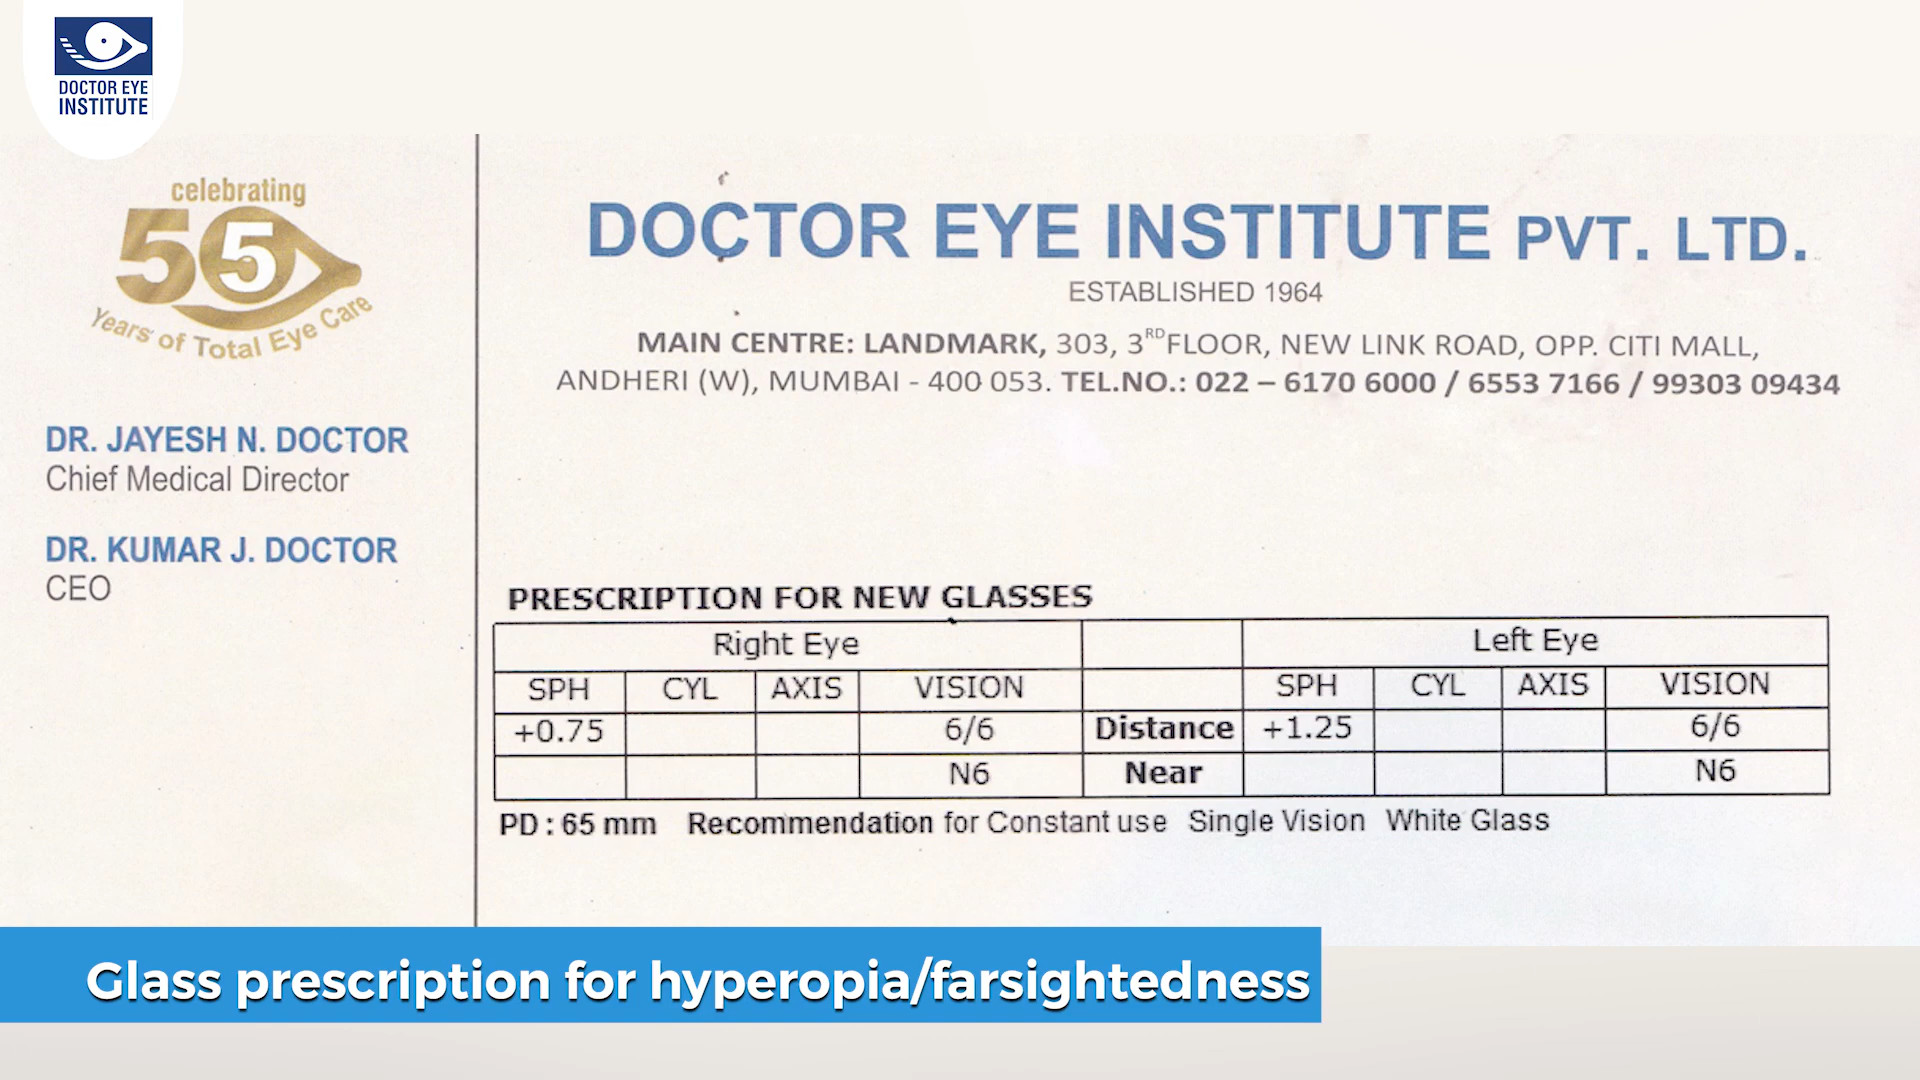 DOCTOR EYE
INSTITUTE
celebrating
55
Years of Total Eye Care
DR. JAYESH N. DOCTOR
Chief Medical Director
DR. KUMAR J. DOCTOR
CEO
DOCTOR EYE INSTITUTE PVT. LTD.
ESTABLISHED 1964
MAIN CENTRE: LANDMARK, 303, 3RD FLOOR, NEW LINK ROAD, OPP. CITI MALL,
ANDHERI (W), MUMBAI - 400 053. TEL.NO.: 022 – 6170 6000 / 6553 7166 / 99303 09434
PRESCRIPTION FOR NEW GLASSES
Right Eye Left Eye
SPH CYL AXIS VISION SPH CYL AXIS VISION
+0.75 6/6 Distance +1.25 6/6
N6 Near N6
PD : 65 mm Recommendation for Constant use Single Vision White Glass
Glass prescription for hyperopia/farsightedness